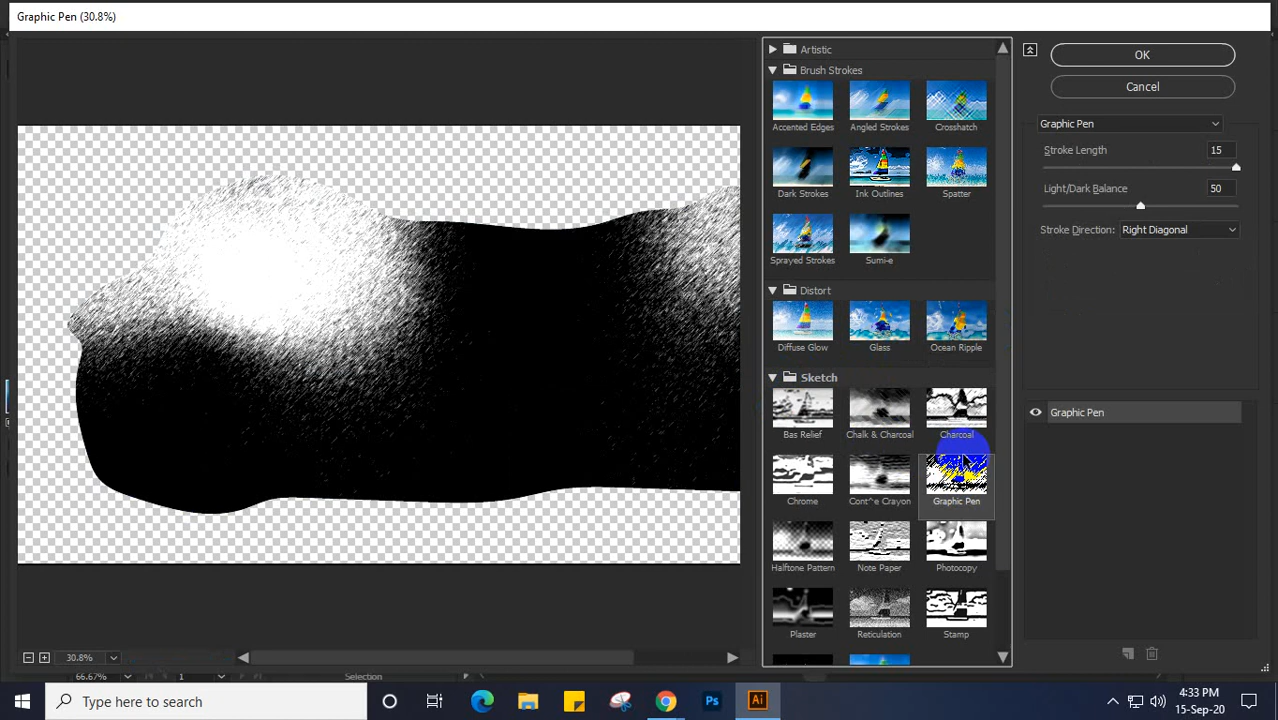 Graphic Pen (30.8%)
Artistic
Brush Strokes
Accented Edges
Angled Strokes
Crosshatch
Dark Strokes
Ink Outlines
Spatter
Sprayed Strokes
Sumi-e
Distort
Diffuse Glow
Glass
Ocean Ripple
Sketch
Bas Relief
Chalk & Charcoal
Charcoal
Chrome
Cont^e Crayon
Graphic Pen
Halftone Pattern
Note Paper
Photocopy
Plaster
Reticulation
Stamp
OK
Cancel
Graphic Pen
Stroke Length 15
Light/Dark Balance 50
Stroke Direction: Right Diagonal
Graphic Pen
30.8%
66.67% 1 Selection
Type here to search
Ps
Ai
4:33 PM
15-Sep-20